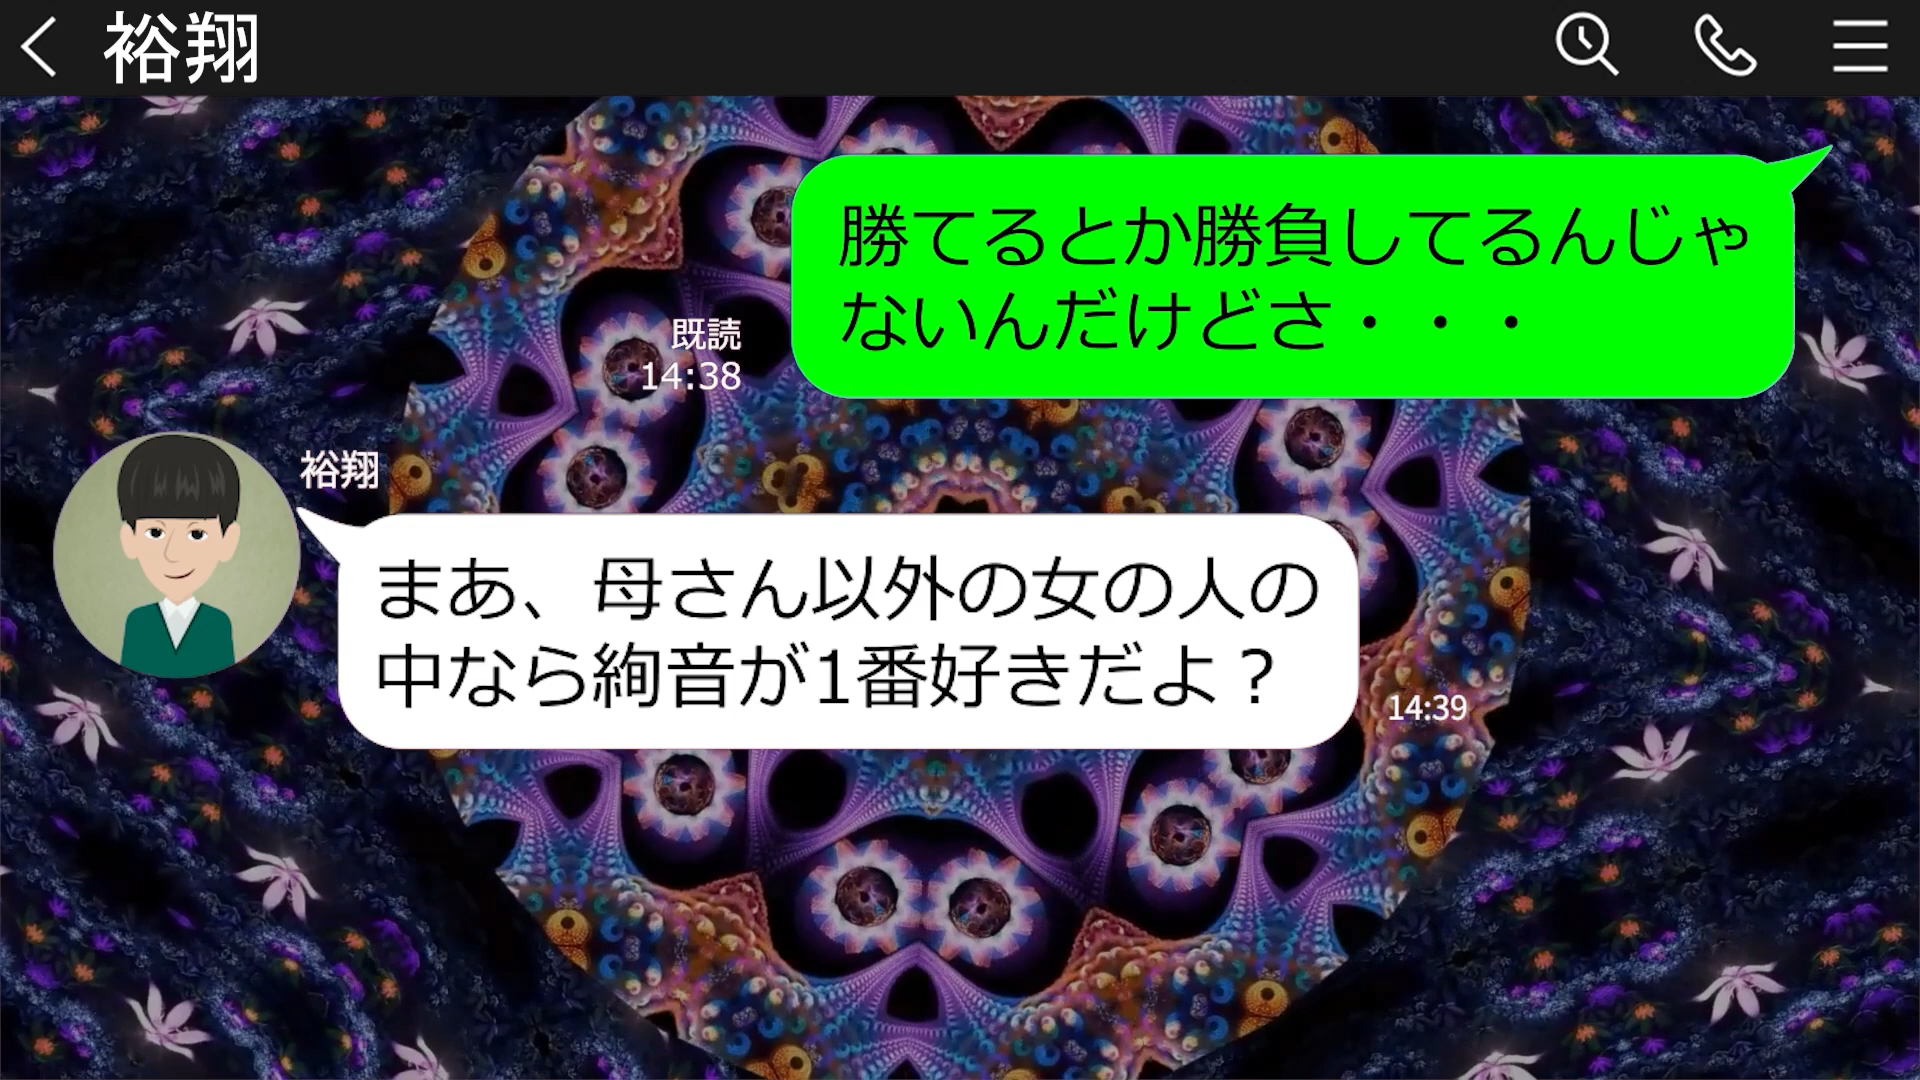 裕翔
勝てるとか勝負してるんじゃ
ないんだけどさ・・・
既読
14:38
裕翔
まあ、母さん以外の女の人の
中なら絢音が1番好きだよ？
14:39